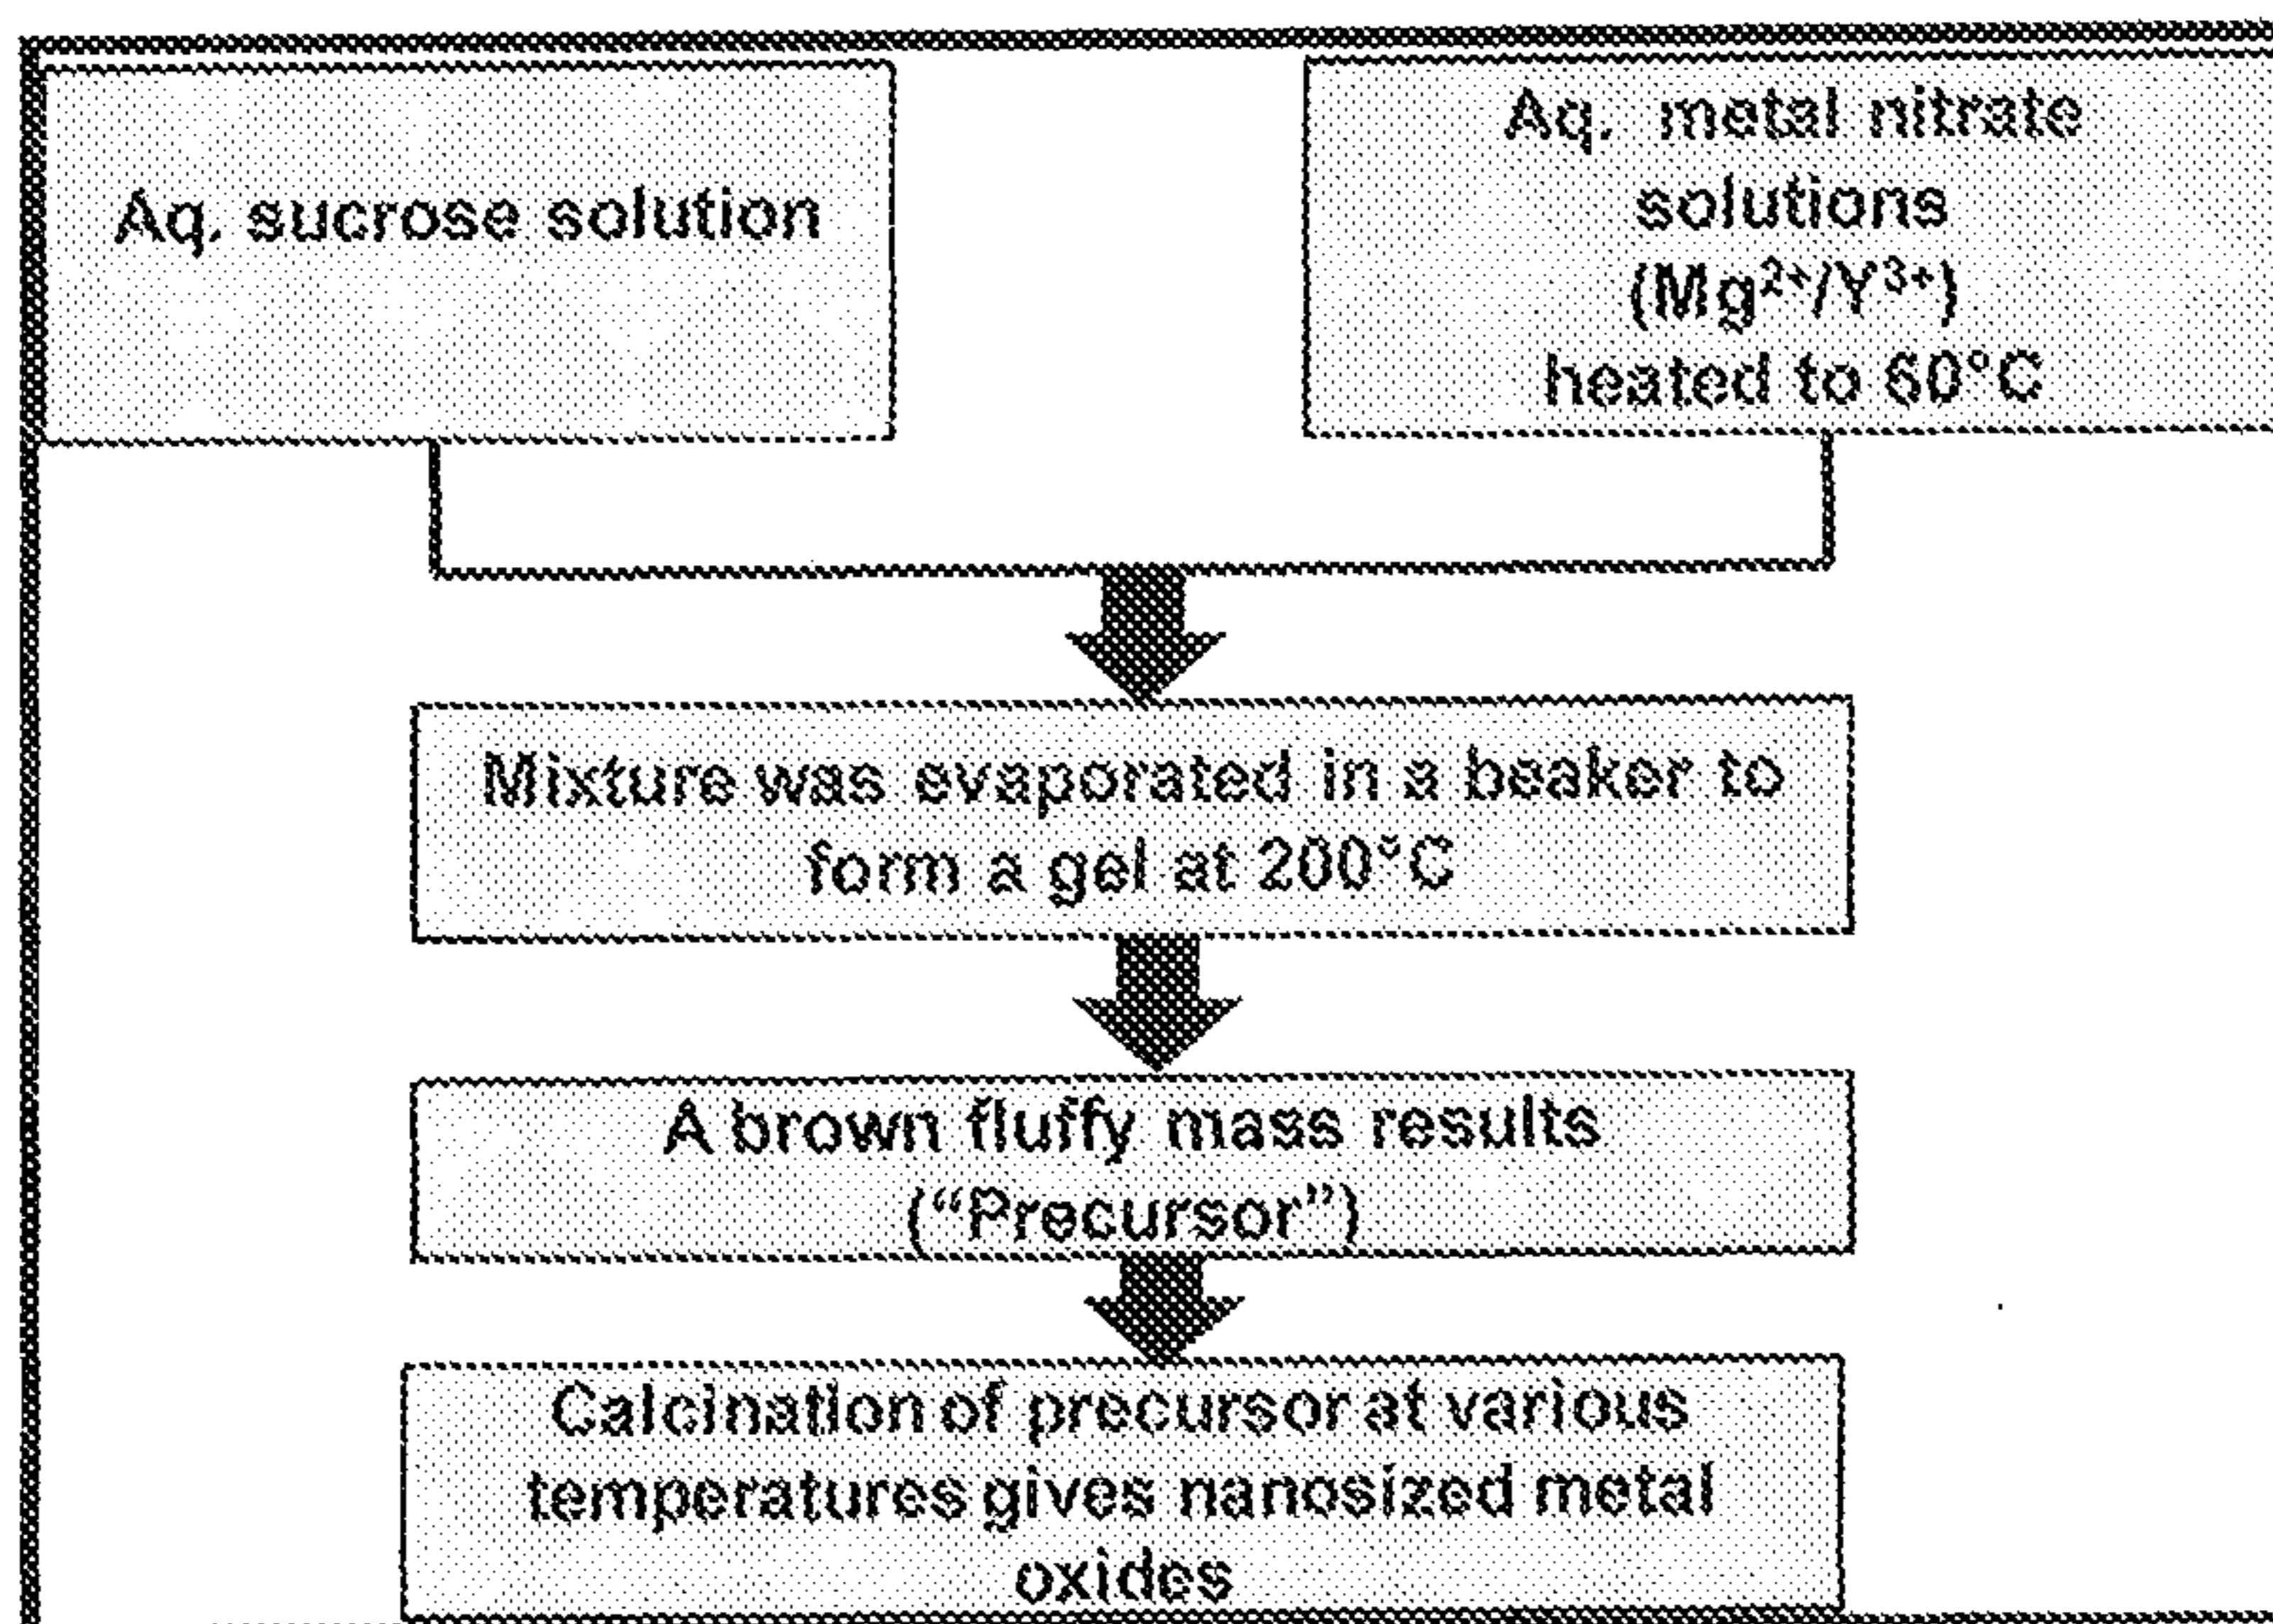 Aq. sucrose solution
Aq. metal nitrate
solutions
(Mg²⁺/Y³⁺)
heated to 60°C
Mixture was evaporated in a beaker to
form a gel at 200°C
A brown fluffy mass results
(“Precursor”)
Calcination of precursor at various
temperatures gives nanosized metal
oxides